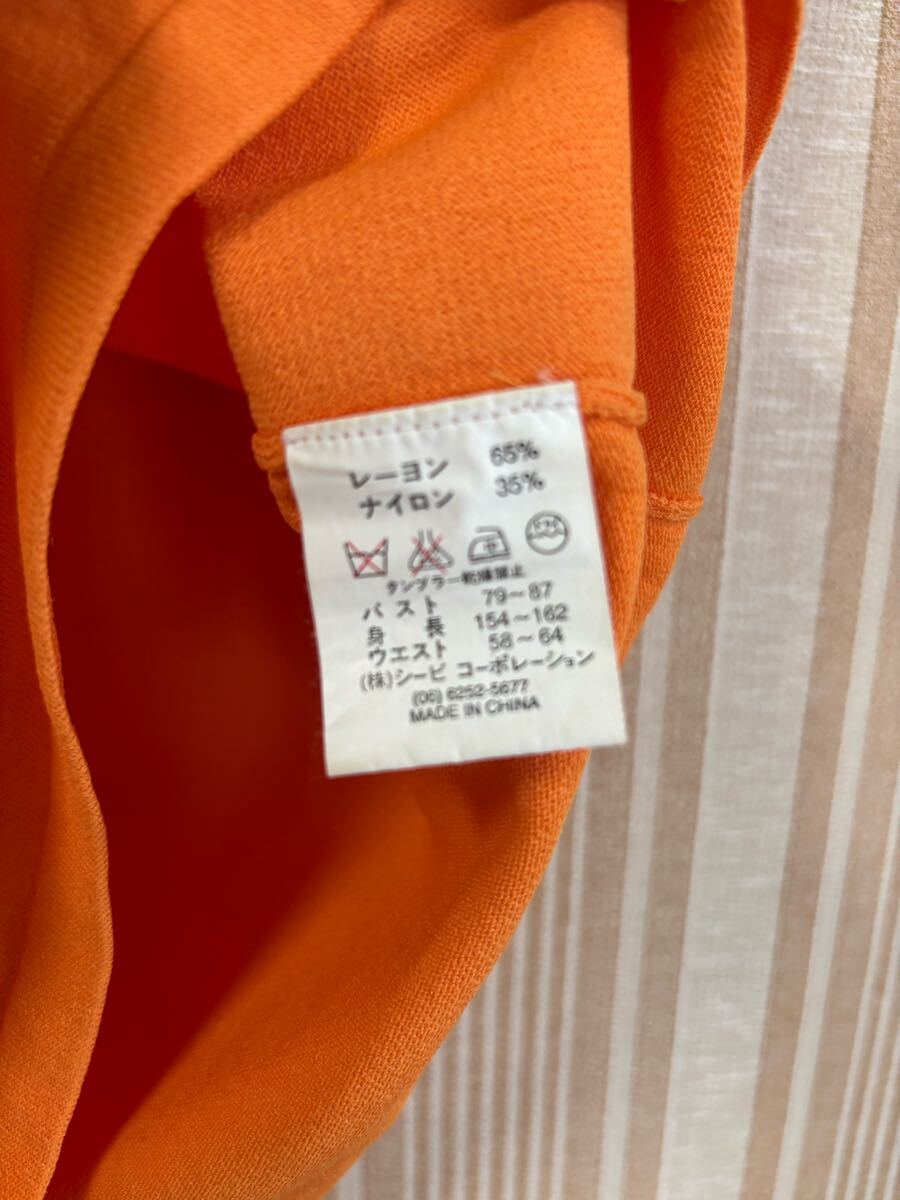 レーヨン 65%
ナイロン 35%
タンブラー乾燥禁止
バスト 79～87
身長 154～162
ウエスト 58～64
(株)シービ コーポレーション
(06) 6252-5677
MADE IN CHINA